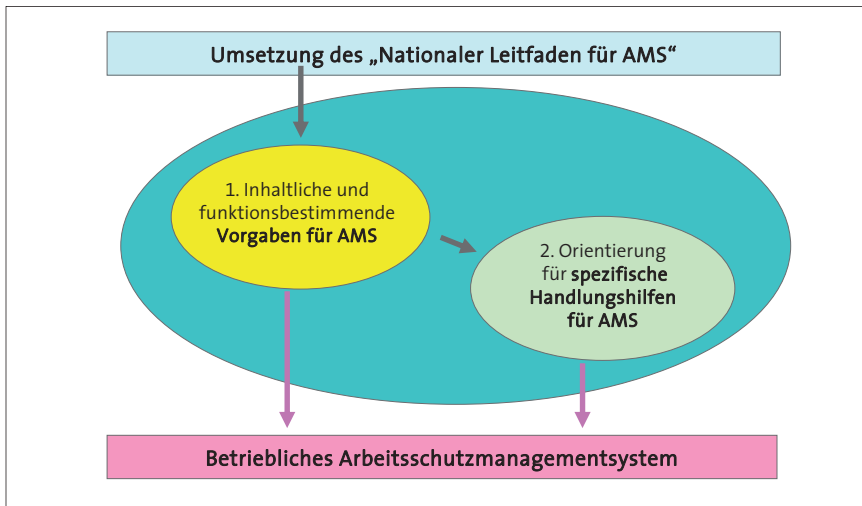 Umsetzung des „Nationaler Leitfaden für AMS“
1. Inhaltliche und
funktionsbestimmende
Vorgaben für AMS
2. Orientierung
für spezifische
Handlungshilfen
für AMS
Betriebliches Arbeitsschutzmanagementsystem